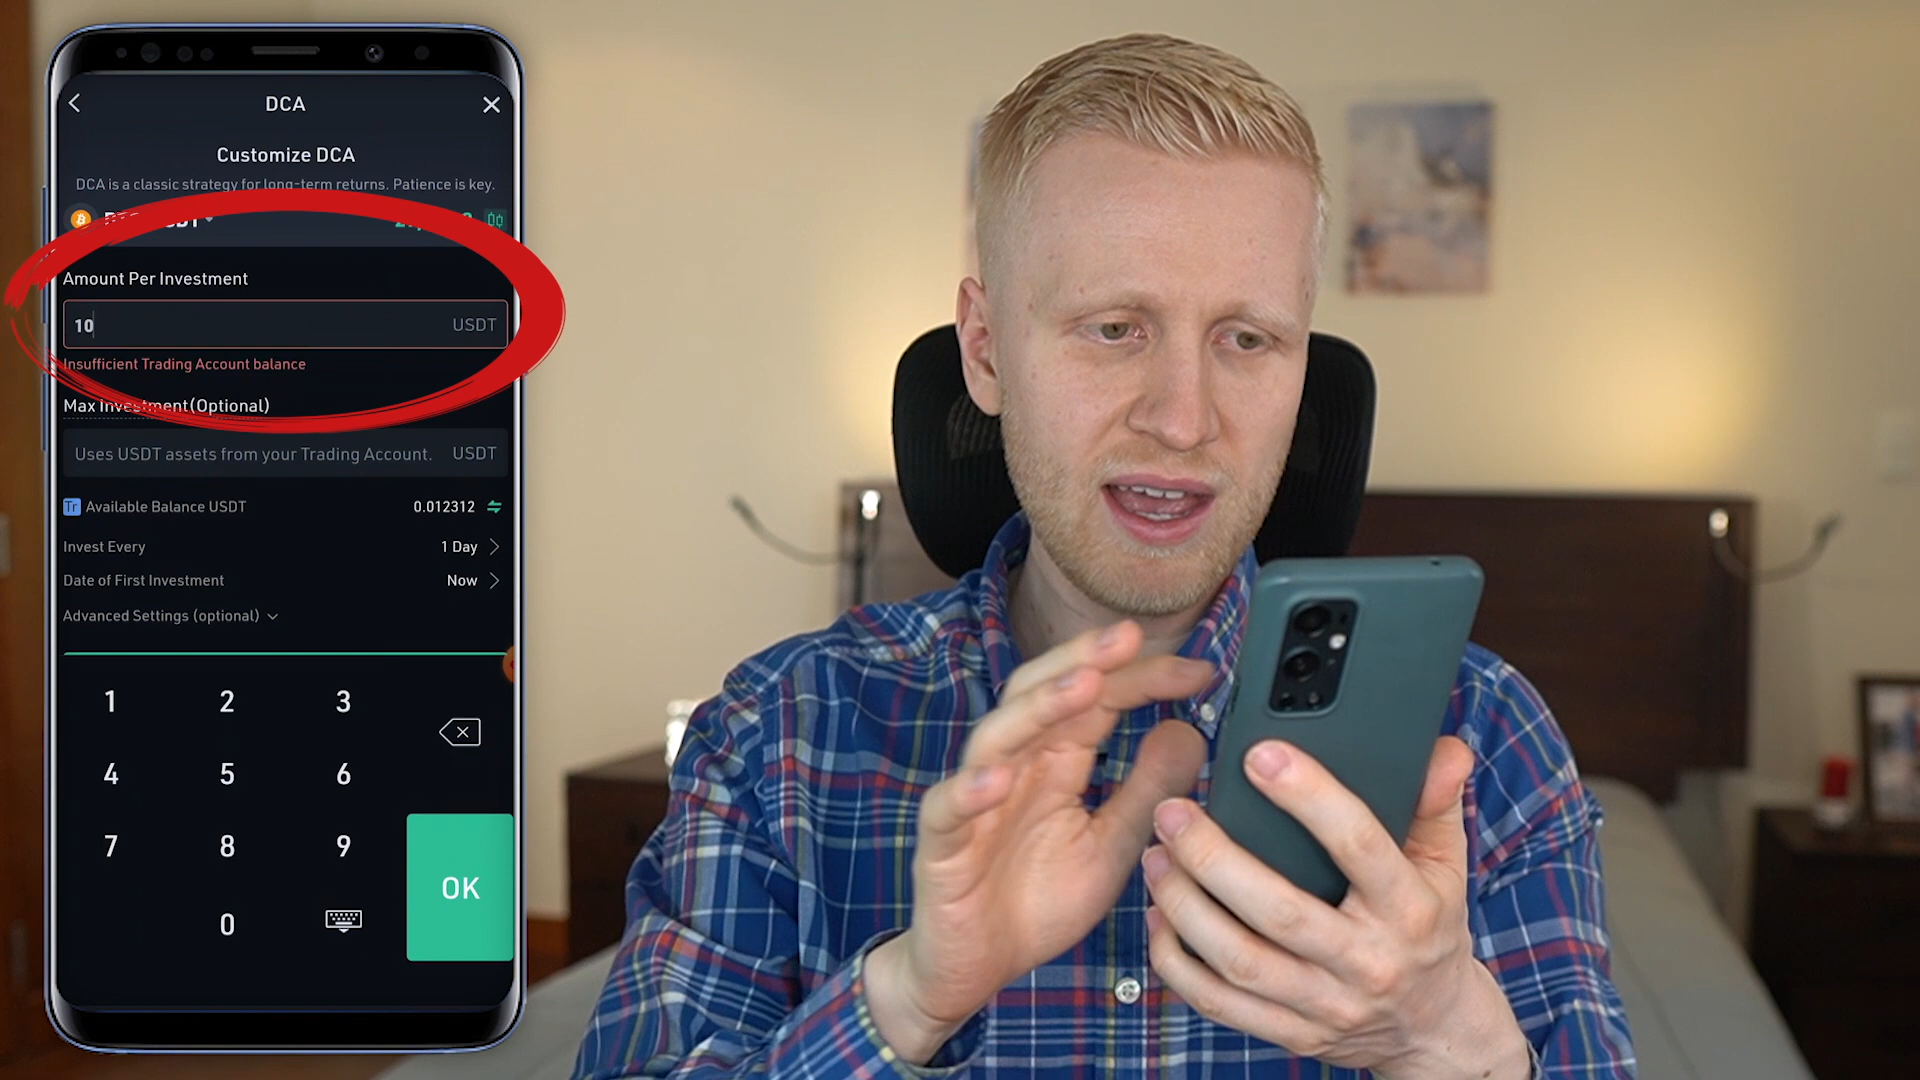 DCA
Customize DCA
DCA is a classic strategy for long-term returns. Patience is key.
Amount Per Investment
10 USDT
Insufficient Trading Account balance
Max Investment(Optional)
Uses USDT assets from your Trading Account. USDT
Tr Available Balance USDT 0.012312
Invest Every 1 Day
Date of First Investment Now
Advanced Settings (optional)
1 2 3
4 5 6
7 8 9
OK
0